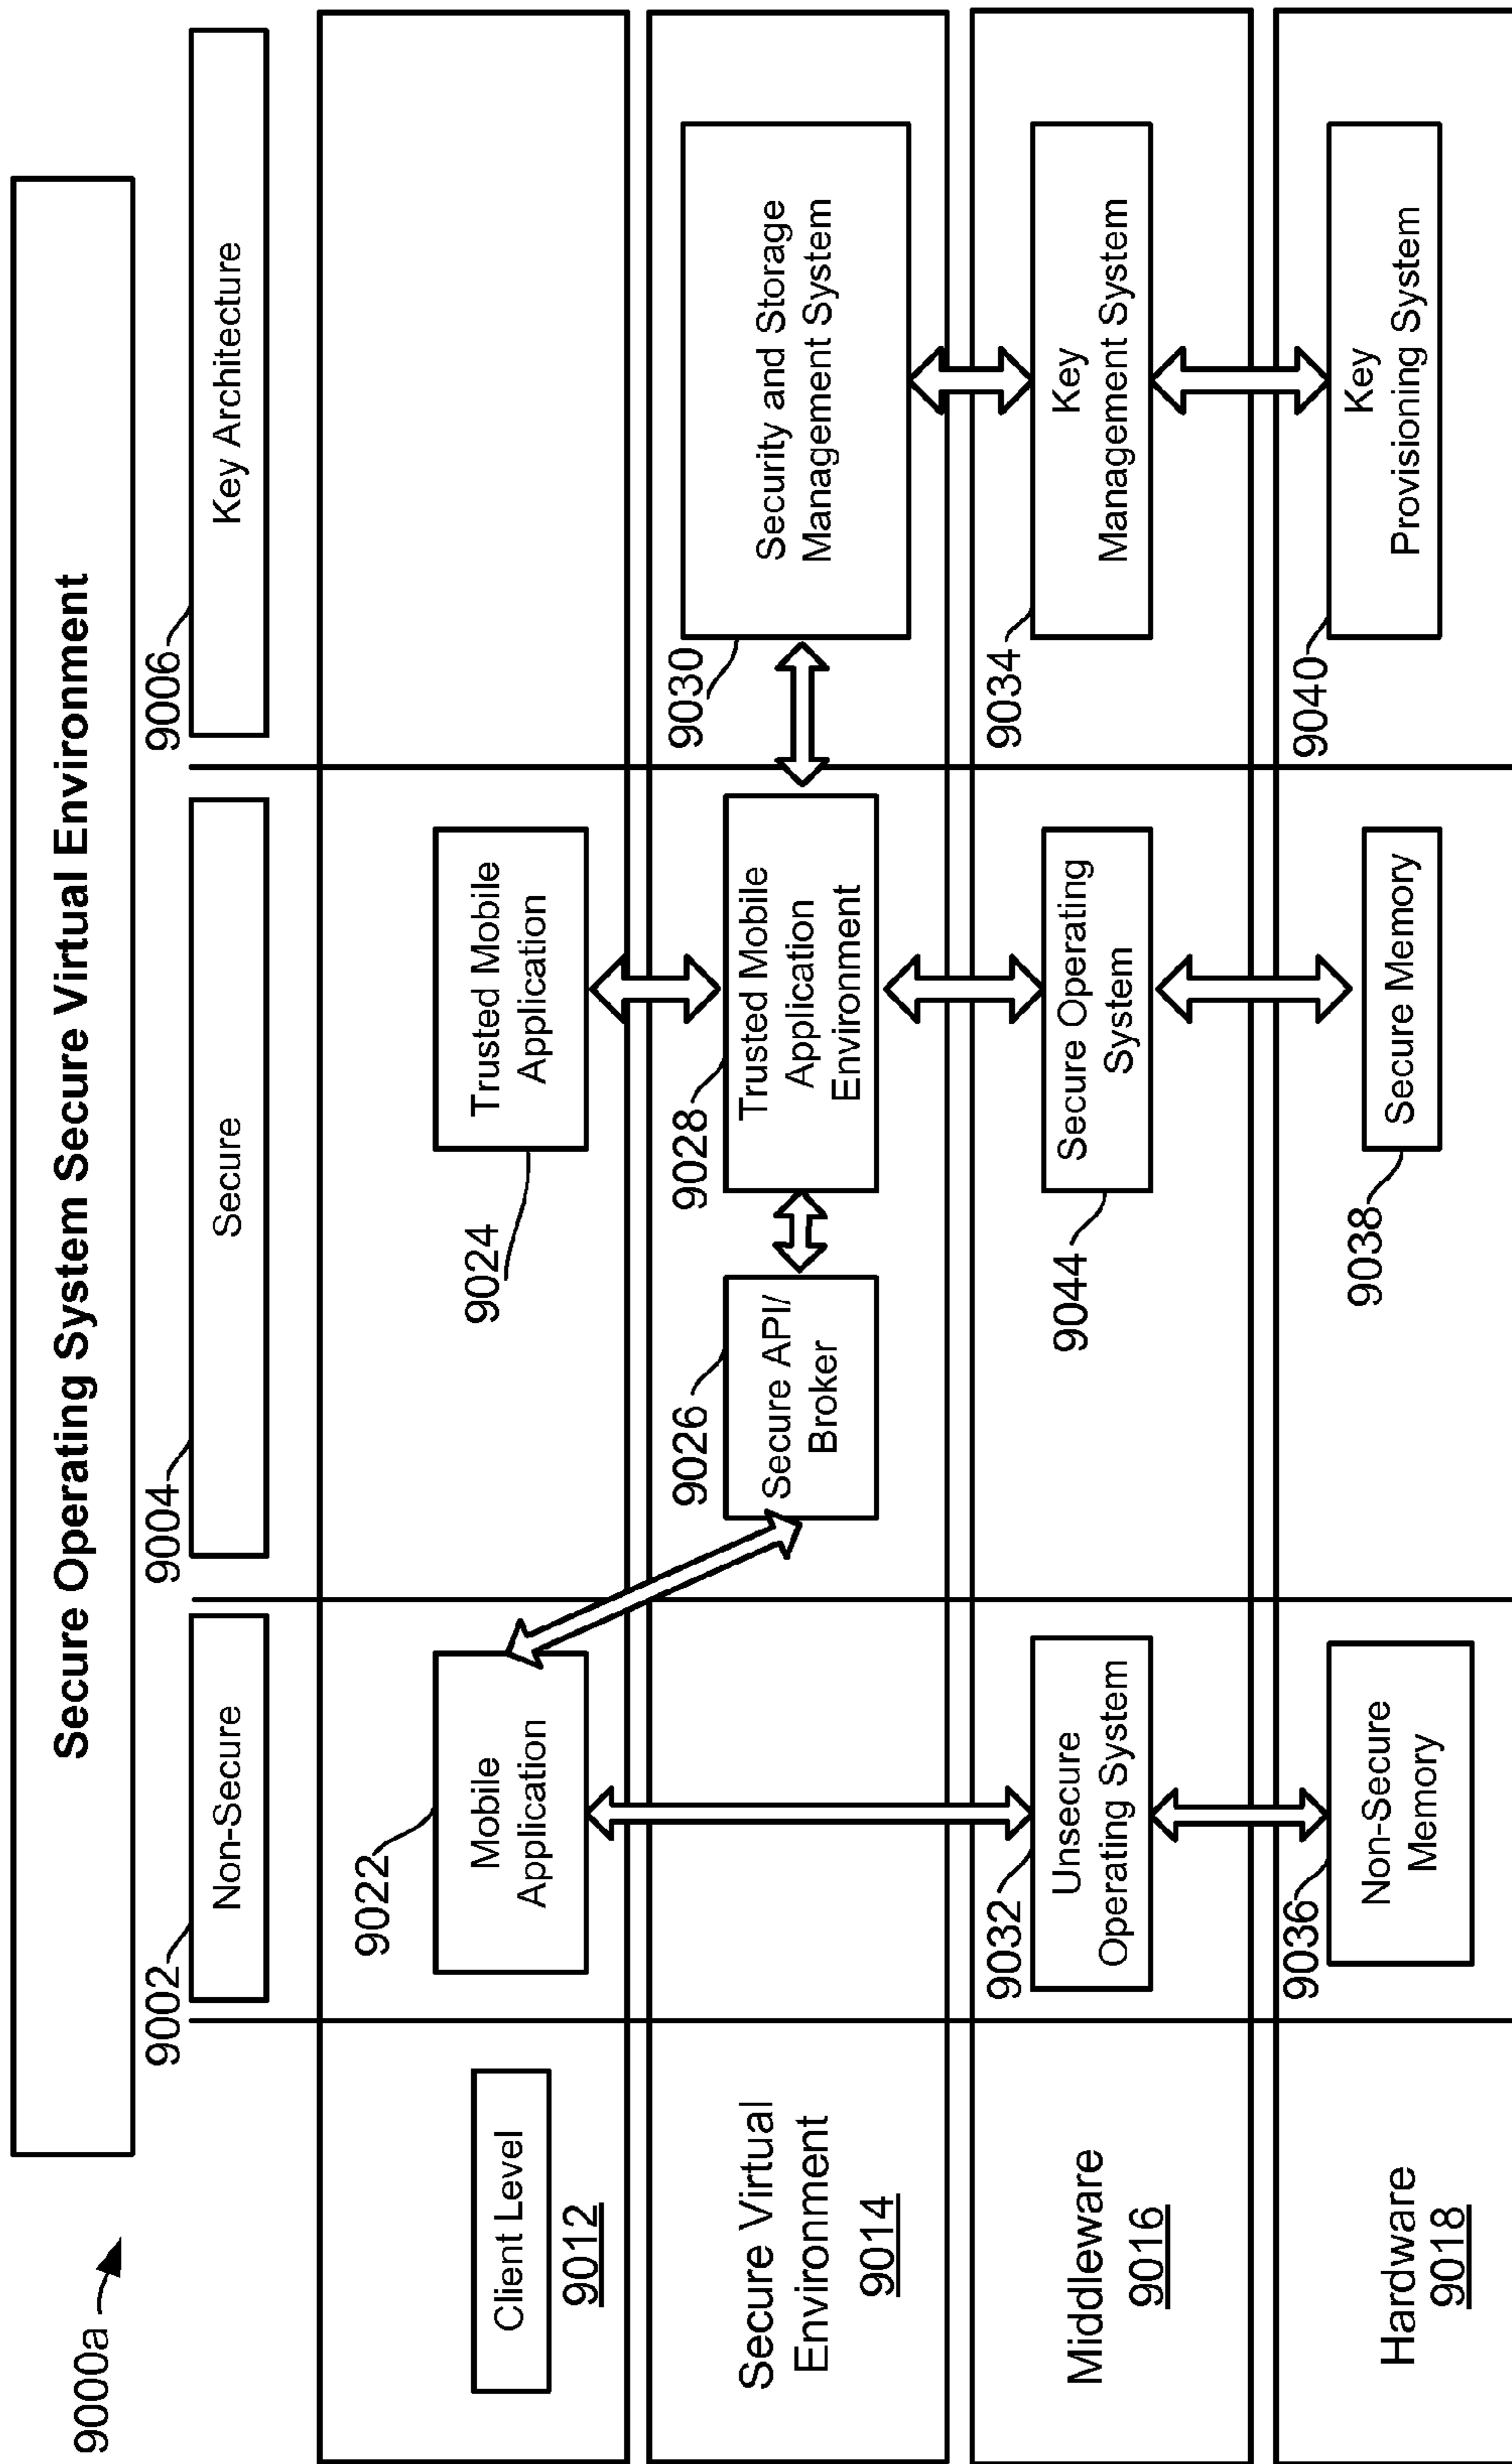 9000a
Secure Operating System Secure Virtual Environment
9002
9004
9006
Non-Secure
Secure
Key Architecture
Client Level
9012
9022
Mobile
Application
9024
Trusted Mobile
Application
Secure Virtual
Environment
9014
9026
Secure API/
Broker
9028
Trusted Mobile
Application
Environment
9030
Security and Storage
Management System
Middleware
9016
9032
Unsecure
Operating System
9044
Secure Operating
System
9034
Key
Management System
Hardware
9018
9036
Non-Secure
Memory
9038
Secure Memory
9040
Key
Provisioning System